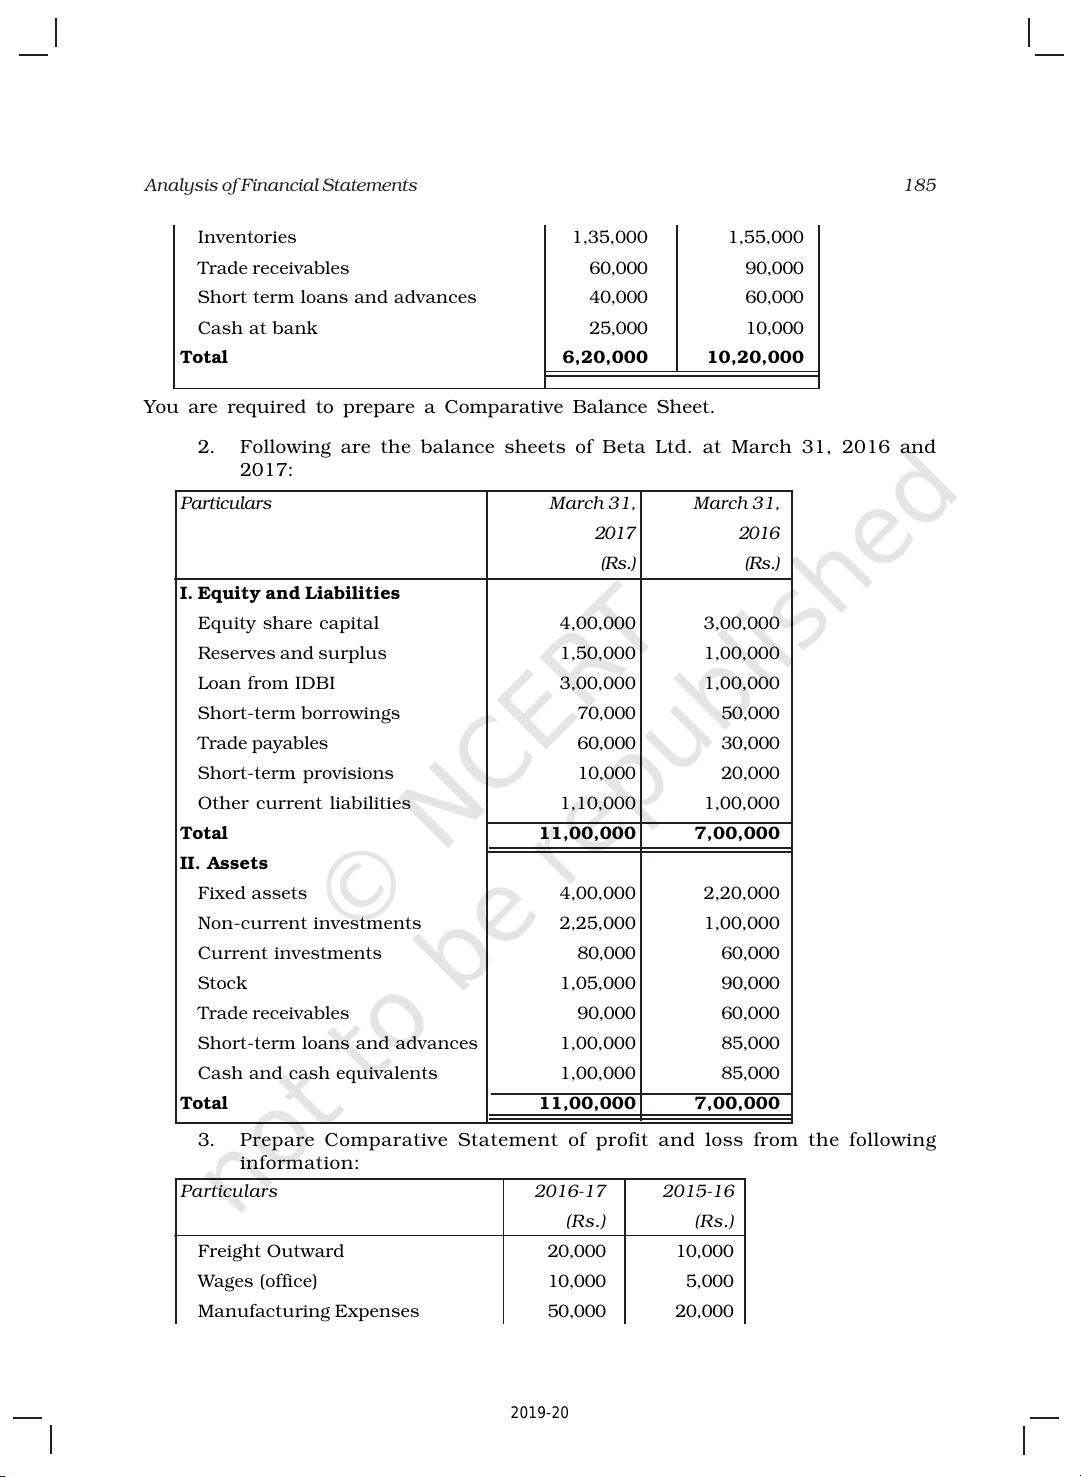 Analysis of Financial Statements 185
Inventories 1,35,000 1,55,000
Trade receivables 60,000 90,000
Short term loans and advances 40,000 60,000
Cash at bank 25,000 10,000
Total 6,20,000 10,20,000
You are required to prepare a Comparative Balance Sheet.
2. Following are the balance sheets of Beta Ltd. at March 31, 2016 and
2017:
Particulars March 31, March 31,
2017 2016
(Rs.) (Rs.)
I. Equity and Liabilities
Equity share capital 4,00,000 3,00,000
Reserves and surplus 1,50,000 1,00,000
Loan from IDBI 3,00,000 1,00,000
Short-term borrowings 70,000 50,000
Trade payables 60,000 30,000
Short-term provisions 10,000 20,000
Other current liabilities 1,10,000 1,00,000
Total 11,00,000 7,00,000
II. Assets
Fixed assets 4,00,000 2,20,000
Non-current investments 2,25,000 1,00,000
Current investments 80,000 60,000
Stock 1,05,000 90,000
Trade receivables 90,000 60,000
Short-term loans and advances 1,00,000 85,000
Cash and cash equivalents 1,00,000 85,000
Total 11,00,000 7,00,000
3. Prepare Comparative Statement of profit and loss from the following
information:
Particulars 2016-17 2015-16
(Rs.) (Rs.)
Freight Outward 20,000 10,000
Wages (office) 10,000 5,000
Manufacturing Expenses 50,000 20,000
2019-20
© NCERT
not to be republished